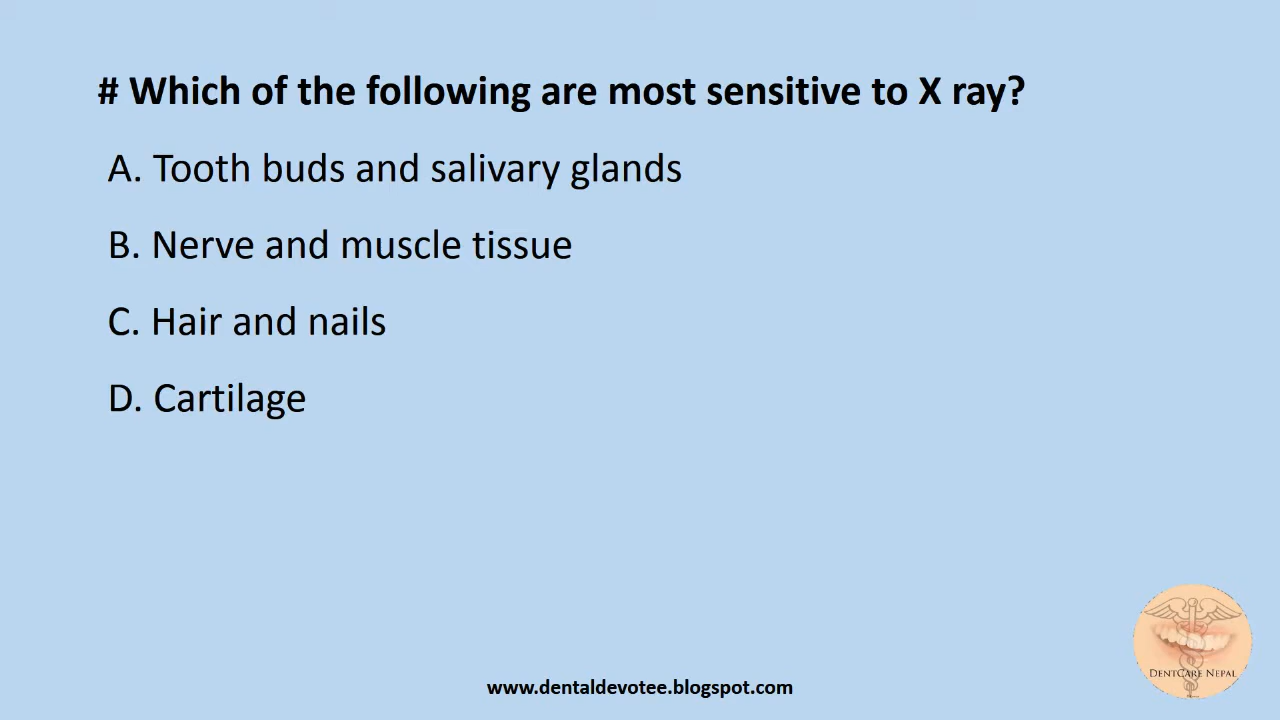 # Which of the following are most sensitive to X ray?
A. Tooth buds and salivary glands
B. Nerve and muscle tissue
C. Hair and nails
D. Cartilage
DENTCARE NEPAL
www.dentaldevotee.blogspot.com